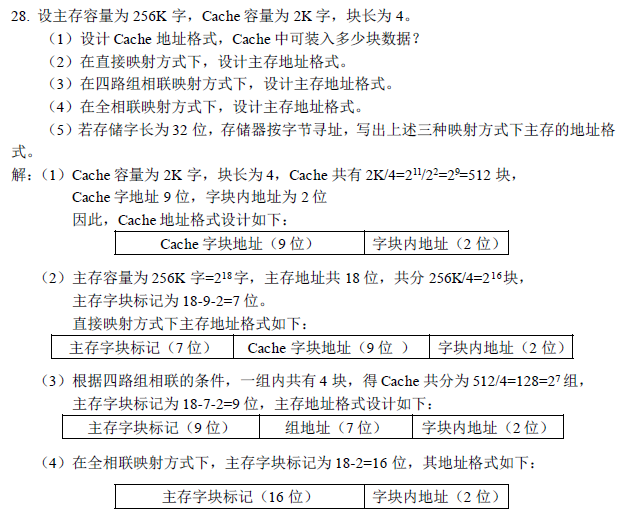 28. 设主存容量为 256K 字，Cache 容量为 2K 字，块长为 4。
（1）设计 Cache 地址格式，Cache 中可装入多少块数据？
（2）在直接映射方式下，设计主存地址格式。
（3）在四路组相联映射方式下，设计主存地址格式。
（4）在全相联映射方式下，设计主存地址格式。
（5）若存储字长为 32 位，存储器按字节寻址，写出上述三种映射方式下主存的地址格
式。
解：（1）Cache 容量为 2K 字，块长为 4，Cache 共有 2K/4=2¹¹/2²=2⁹=512 块，
Cache 字地址 9 位，字块内地址为 2 位
因此，Cache 地址格式设计如下：
Cache 字块地址（9 位） 字块内地址（2 位）
（2）主存容量为 256K 字=2¹⁸字，主存地址共 18 位，共分 256K/4=2¹⁶块，
主存字块标记为 18-9-2=7 位。
直接映射方式下主存地址格式如下：
主存字块标记（7 位） Cache 字块地址（9 位 ） 字块内地址（2 位）
（3）根据四路组相联的条件，一组内共有 4 块，得 Cache 共分为 512/4=128=2⁷ 组，
主存字块标记为 18-7-2=9 位，主存地址格式设计如下：
主存字块标记（9 位） 组地址（7 位） 字块内地址（2 位）
（4）在全相联映射方式下，主存字块标记为 18-2=16 位，其地址格式如下：
主存字块标记（16 位） 字块内地址（2 位）